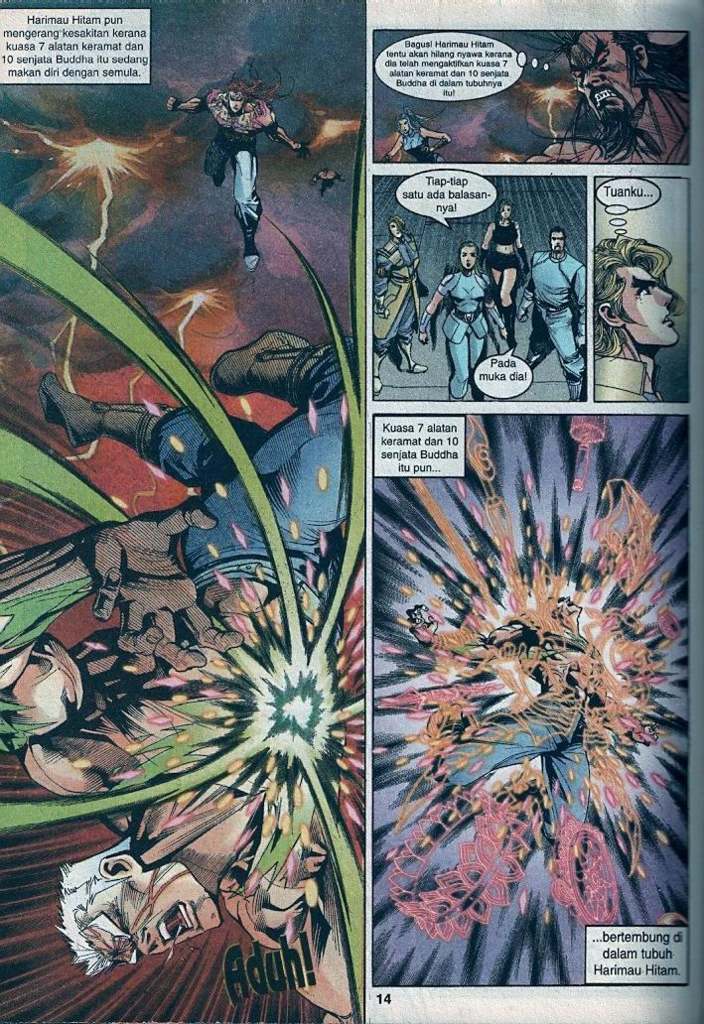 Harimau Hitam pun
mengerang kesakitan kerana
kuasa 7 alatan keramat dan
10 senjata Buddha itu sedang
makan diri dengan semula.
Aduh!
Bagus! Harimau Hitam
tentu akan hilang nyawa kerana
dia telah mengaktifkan kuasa 7
alatan keramat dan 10 senjata
Buddha di dalam tubuhnya
itu!
Tiap-tiap
satu ada balasan-
nya!
Pada
muka dia!
Tuanku...
Kuasa 7 alatan
keramat dan 10
senjata Buddha
itu pun...
...bertembung di
dalam tubuh
Harimau Hitam.
14